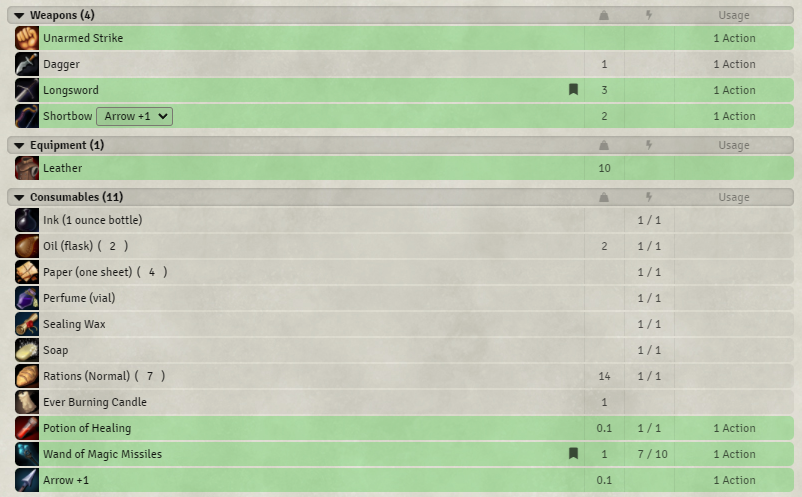 Weapons (4) Usage
Unarmed Strike 1 Action
Dagger 1 1 Action
Longsword 3 1 Action
Shortbow Arrow +1 2 1 Action
Equipment (1) Usage
Leather 10
Consumables (11) Usage
Ink (1 ounce bottle) 1 / 1
Oil (flask) ( 2 ) 2 1 / 1
Paper (one sheet) ( 4 ) 1 / 1
Perfume (vial) 1 / 1
Sealing Wax 1 / 1
Soap 1 / 1
Rations (Normal) ( 7 ) 14 1 / 1
Ever Burning Candle 1
Potion of Healing 0.1 1 / 1 1 Action
Wand of Magic Missiles 1 7 / 10 1 Action
Arrow +1 0.1 1 Action